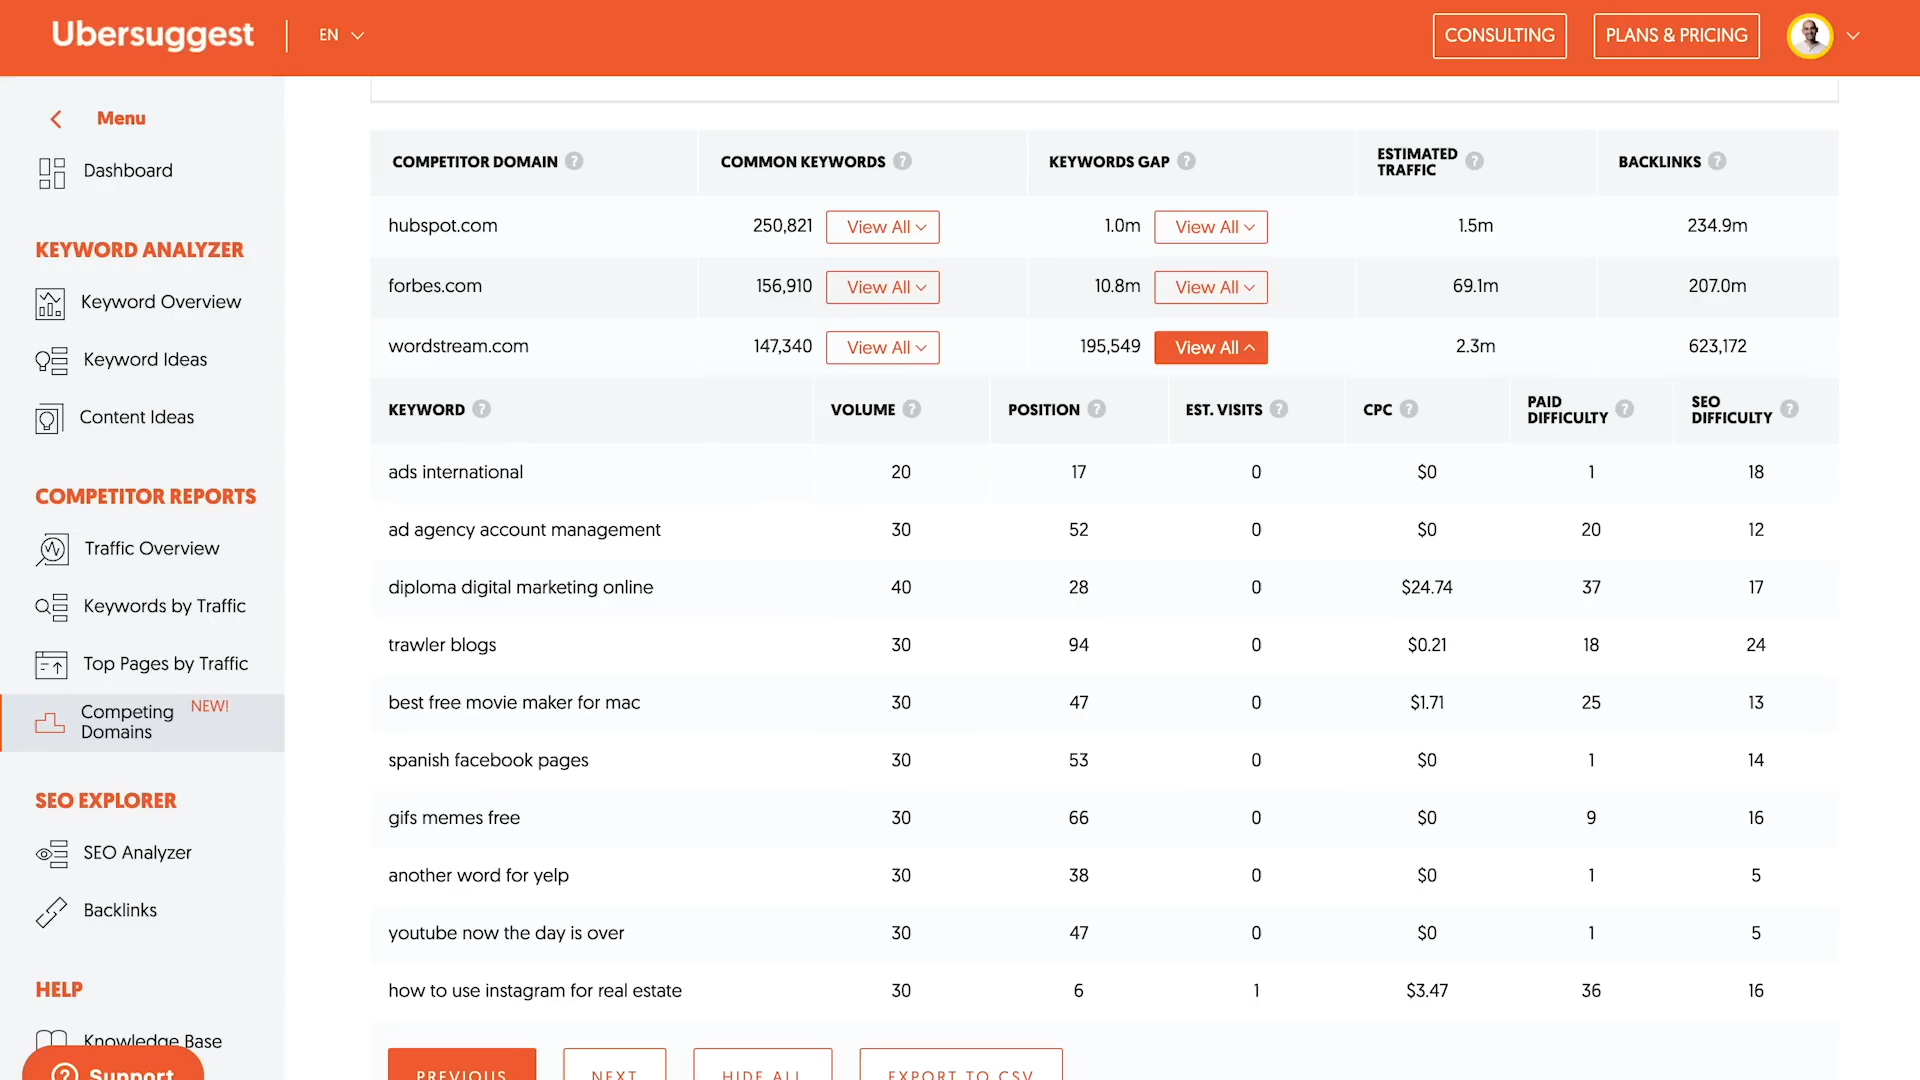 Ubersuggest
EN
CONSULTING
PLANS & PRICING
Menu
Dashboard
KEYWORD ANALYZER
Keyword Overview
Keyword Ideas
Content Ideas
COMPETITOR REPORTS
Traffic Overview
Keywords by Traffic
Top Pages by Traffic
Competing Domains NEW!
SEO EXPLORER
SEO Analyzer
Backlinks
HELP
Knowledge Base
? Support
COMPETITOR DOMAIN ? COMMON KEYWORDS ? KEYWORDS GAP ? ESTIMATED TRAFFIC ? BACKLINKS ?
hubspot.com 250,821 View All 1.0m View All 1.5m 234.9m
forbes.com 156,910 View All 10.8m View All 69.1m 207.0m
wordstream.com 147,340 View All 195,549 View All 2.3m 623,172
KEYWORD ? VOLUME ? POSITION ? EST. VISITS ? CPC ? PAID DIFFICULTY ? SEO DIFFICULTY ?
ads international 20 17 0 $0 1 18
ad agency account management 30 52 0 $0 20 12
diploma digital marketing online 40 28 0 $24.74 37 17
trawler blogs 30 94 0 $0.21 18 24
best free movie maker for mac 30 47 0 $1.71 25 13
spanish facebook pages 30 53 0 $0 1 14
gifs memes free 30 66 0 $0 9 16
another word for yelp 30 38 0 $0 1 5
youtube now the day is over 30 47 0 $0 1 5
how to use instagram for real estate 30 6 1 $3.47 36 16
PREVIOUS NEXT HIDE ALL EXPORT TO CSV